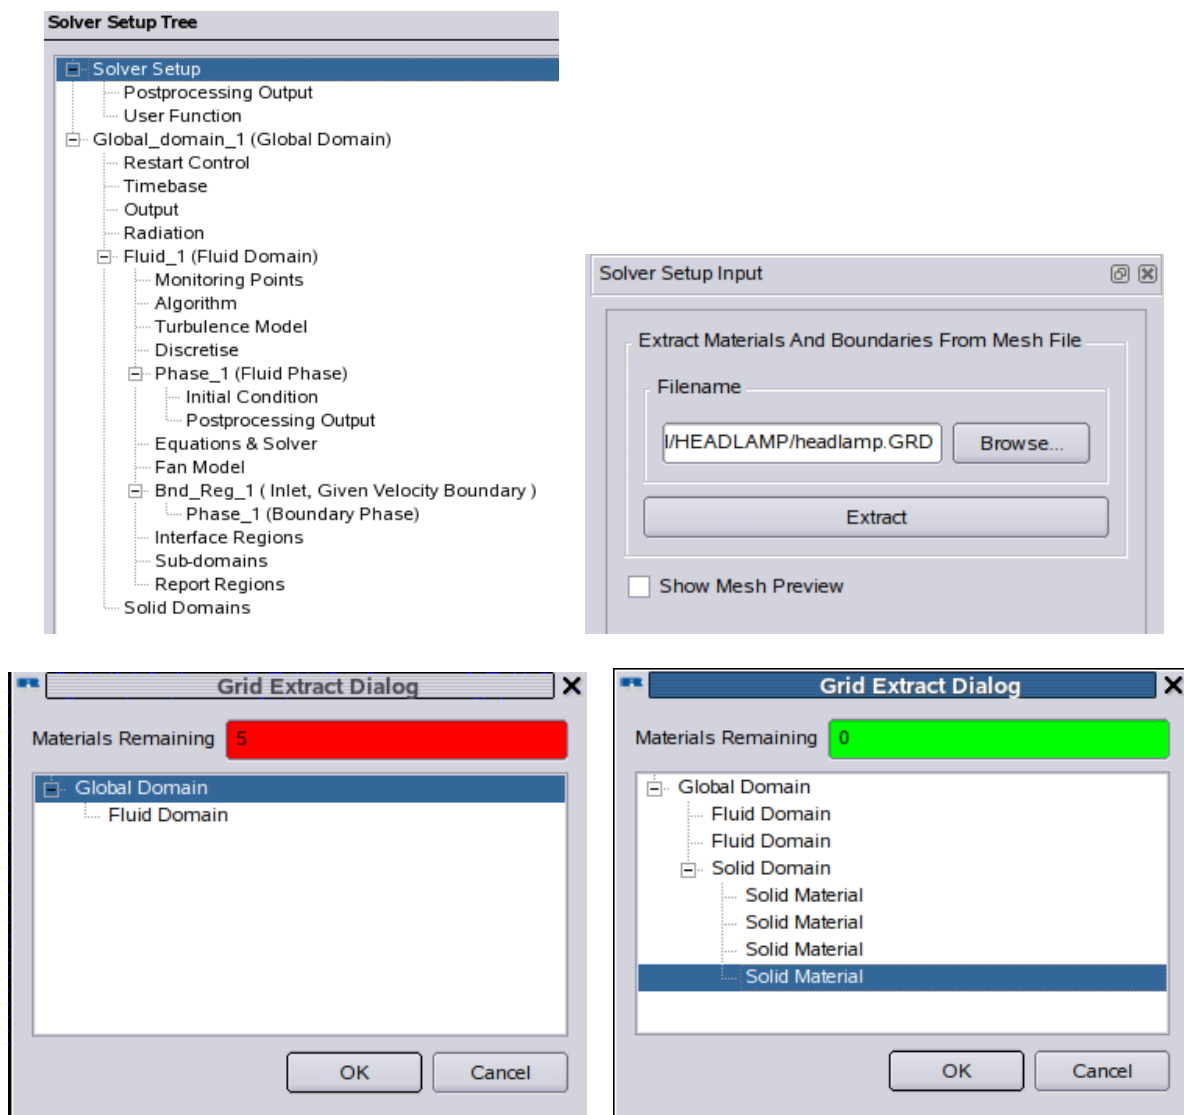 Solver Setup Tree
Solver Setup
Postprocessing Output
User Function
Global_domain_1 (Global Domain)
Restart Control
Timebase
Output
Radiation
Fluid_1 (Fluid Domain)
Monitoring Points
Algorithm
Turbulence Model
Discretise
Phase_1 (Fluid Phase)
Initial Condition
Postprocessing Output
Equations & Solver
Fan Model
Bnd_Reg_1 ( Inlet, Given Velocity Boundary )
Phase_1 (Boundary Phase)
Interface Regions
Sub-domains
Report Regions
Solid Domains
Solver Setup Input
Extract Materials And Boundaries From Mesh File
Filename
I/HEADLAMP/headlamp.GRD Browse...
Extract
Show Mesh Preview
Grid Extract Dialog
Materials Remaining 5
Global Domain
Fluid Domain
OK Cancel
Grid Extract Dialog
Materials Remaining 0
Global Domain
Fluid Domain
Fluid Domain
Solid Domain
Solid Material
Solid Material
Solid Material
Solid Material
OK Cancel